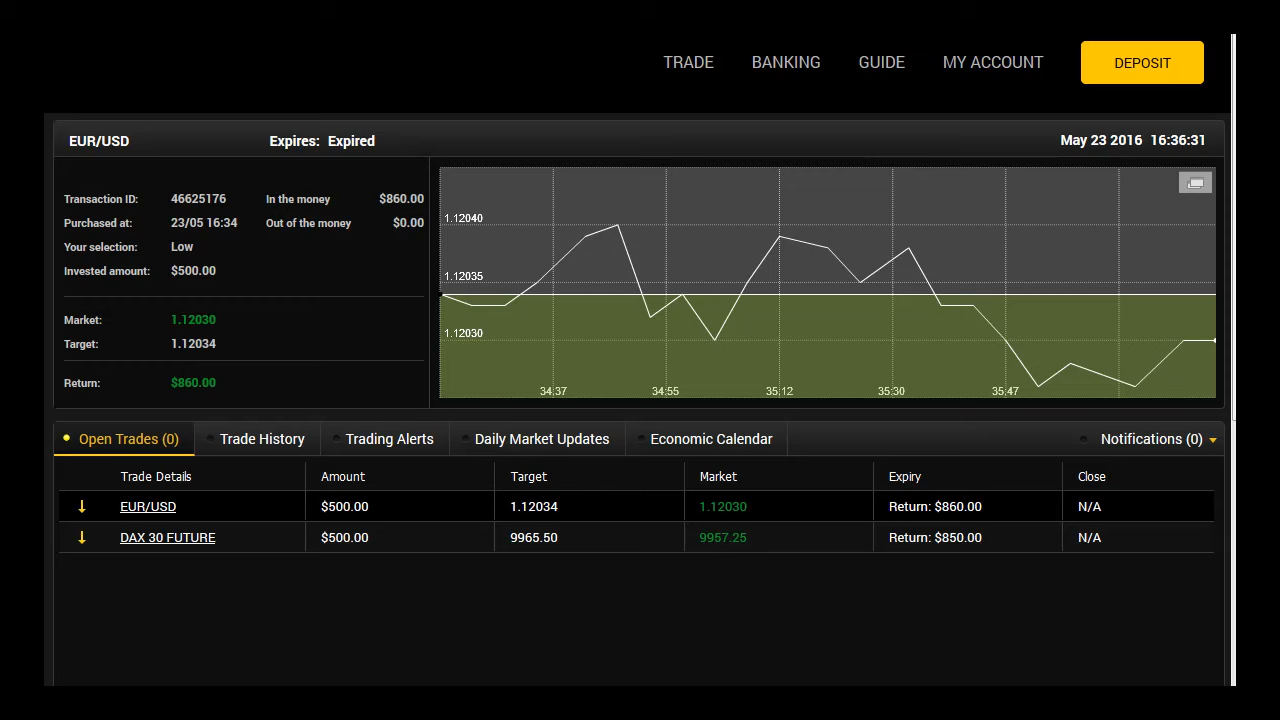 TRADE BANKING GUIDE MY ACCOUNT DEPOSIT
EUR/USD Expires: Expired May 23 2016 16:36:31
Transaction ID: 46625176 In the money $860.00
Purchased at: 23/05 16:34 Out of the money $0.00
Your selection: Low
Invested amount: $500.00
Market: 1.12030
Target: 1.12034
Return: $860.00
1.12040
1.12035
1.12030
34:37 34:55 35:12 35:30 35:47
Open Trades (0) Trade History Trading Alerts Daily Market Updates Economic Calendar Notifications (0)
Trade Details Amount Target Market Expiry Close
EUR/USD $500.00 1.12034 1.12030 Return: $860.00 N/A
DAX 30 FUTURE $500.00 9965.50 9957.25 Return: $850.00 N/A